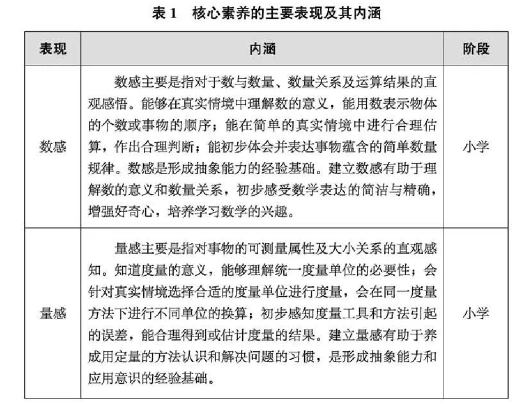 表1 核心素养的主要表现及其内涵
表现 内涵 阶段
数感主要是指对于数与数量、数量关系及运算结果的直
观感悟。能够在真实情境中理解数的意义，能用数表示物体
的个数或事物的顺序；能在简单的真实情境中进行合理估
算，作出合理判断；能初步体会并表达事物蕴含的简单数量
规律。数感是形成抽象能力的经验基础。建立数感有助于理
解数的意义和数量关系，初步感受数学表达的简洁与精确，
增强好奇心，培养学习数学的兴趣。
数感
小学
量感主要是指对事物的可测量属性及大小关系的直观感
知。知道度量的意义，能够理解统一度量单位的必要性；会
针对真实情境选择合适的度量单位进行度量，会在同一度量
方法下进行不同单位的换算；初步感知度量工具和方法引起
的误差，能合理得到或估计度量的结果。建立量感有助于养
成用定量的方法认识和解决问题的习惯，是形成抽象能力和
应用意识的经验基础。
量感
小学